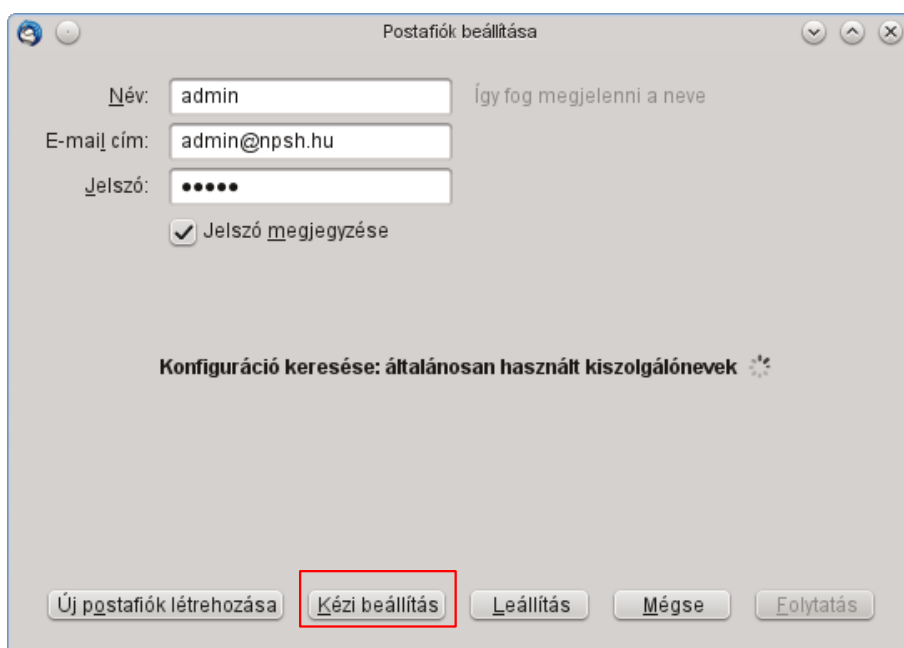 Postafiók beállítása
Név: admin Így fog megjelenni a neve
E-mail cím: admin@npsh.hu
Jelszó: •••••
Jelszó megjegyzése
Konfiguráció keresése: általánosan használt kiszolgálónevek
Új postafiók létrehozása Kézi beállítás Leállítás Mégse Folytatás